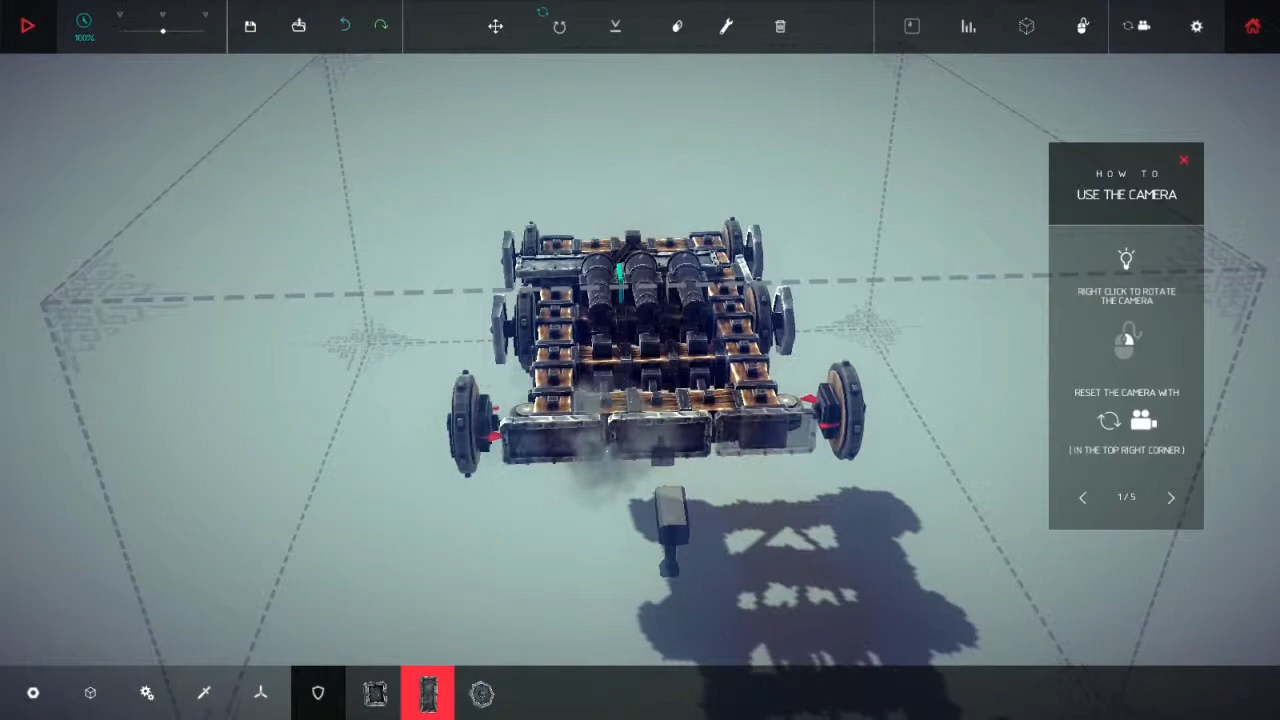 100%
HOW TO
USE THE CAMERA
RIGHT CLICK TO ROTATE
THE CAMERA
RESET THE CAMERA WITH
[ IN THE TOP RIGHT CORNER ]
1/5